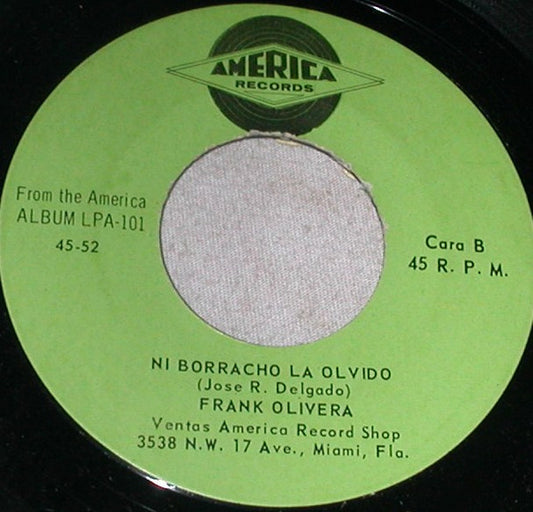 AMERICA
RECORDS
From the America
ALBUM LPA-101
45-52
Cara B
45 R. P. M.
NI BORRACHO LA OLVIDO
(Jose R. Delgado)
FRANK OLIVERA
Ventas America Record Shop
3538 N.W. 17 Ave., Miami, Fla.